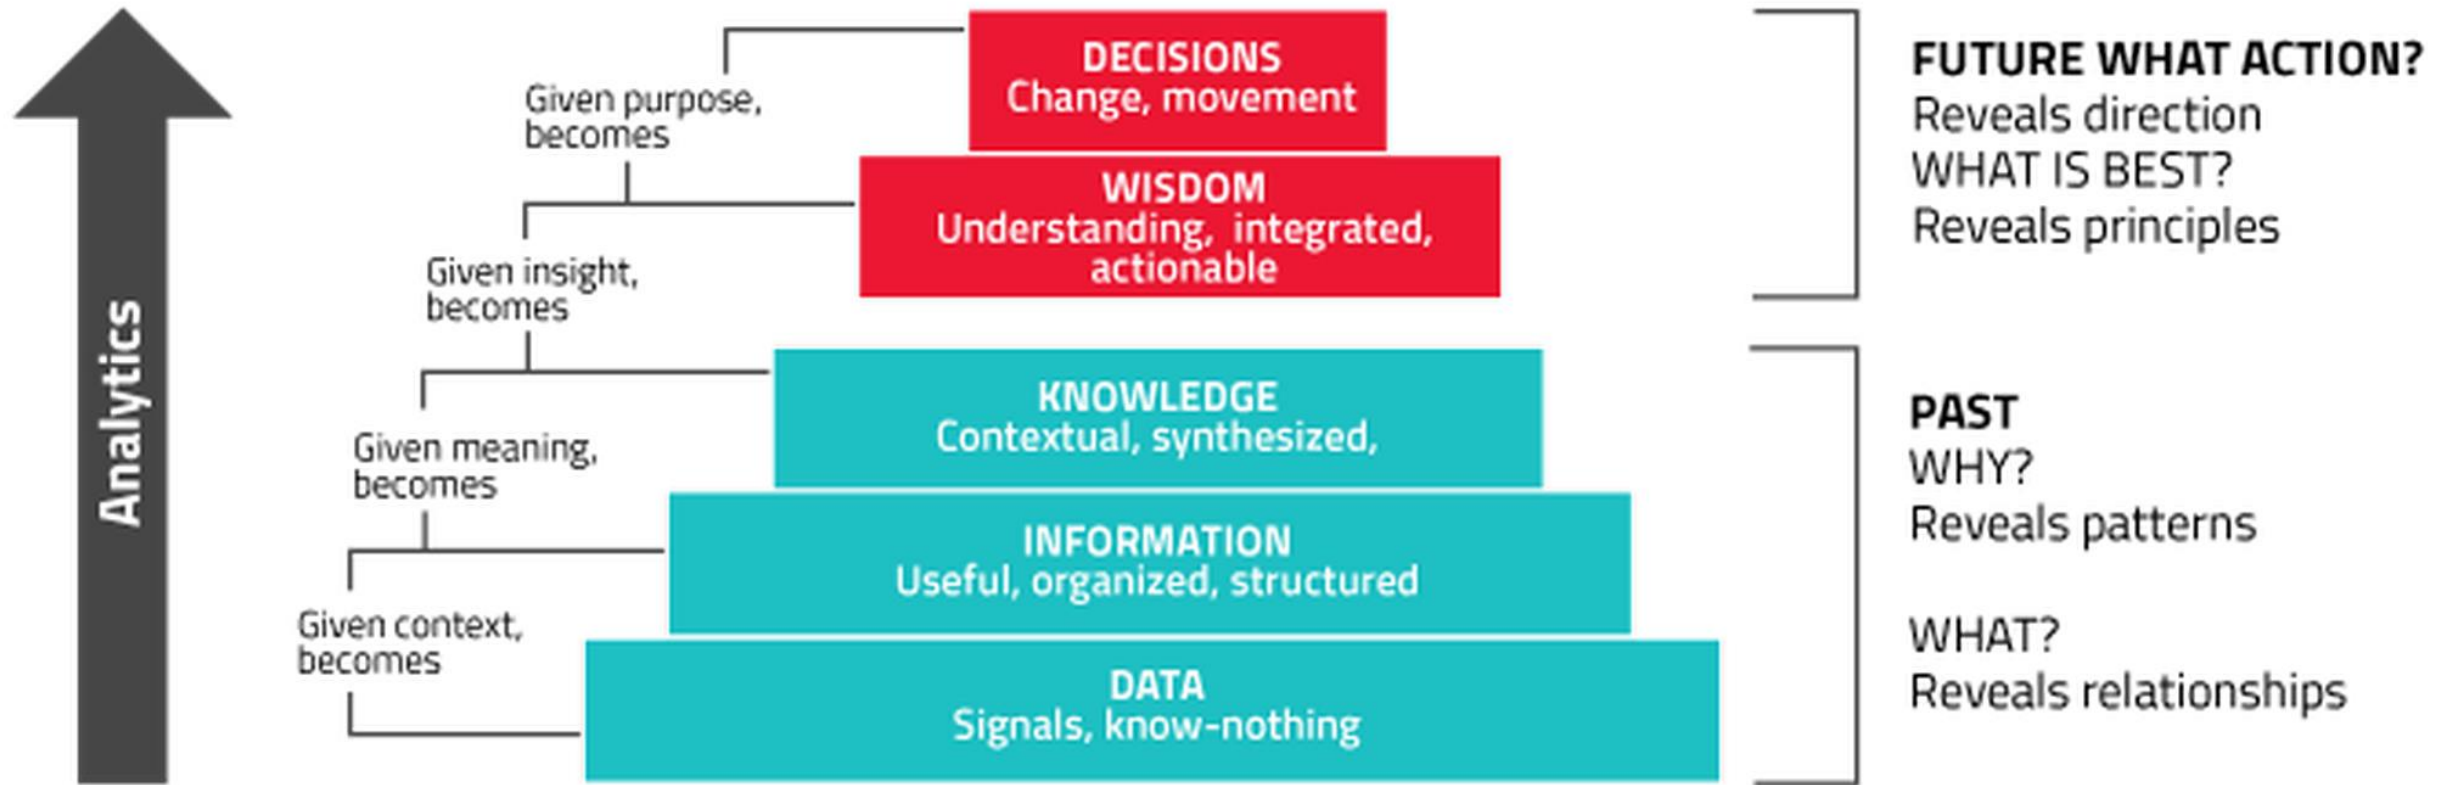 Analytics
Given purpose,
becomes
Given insight,
becomes
Given meaning,
becomes
Given context,
becomes
DECISIONS
Change, movement
WISDOM
Understanding, integrated,
actionable
KNOWLEDGE
Contextual, synthesized,
INFORMATION
Useful, organized, structured
DATA
Signals, know-nothing
FUTURE WHAT ACTION?
Reveals direction
WHAT IS BEST?
Reveals principles
PAST
WHY?
Reveals patterns
WHAT?
Reveals relationships